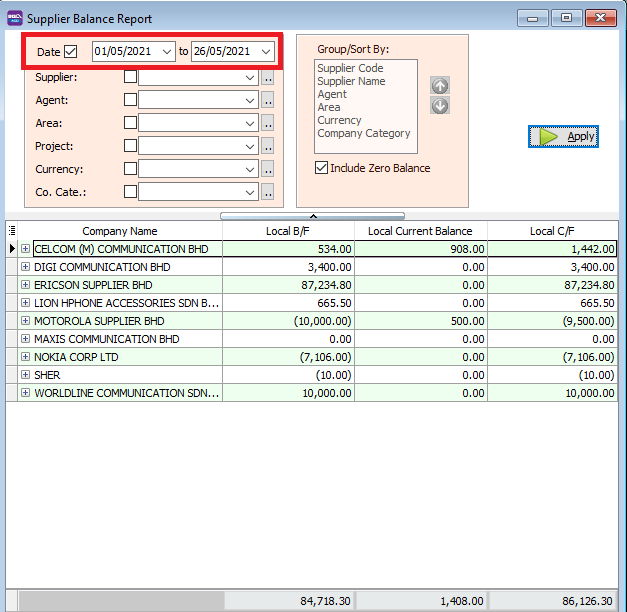 Supplier Balance Report
Date 01/05/2021 to 26/05/2021
Supplier: ..
Agent: ..
Area: ..
Project: ..
Currency: ..
Co. Cate.: ..
Group/Sort By:
Supplier Code
Supplier Name
Agent
Area
Currency
Company Category
Include Zero Balance
Apply
Company Name Local B/F Local Current Balance Local C/F
CELCOM (M) COMMUNICATION BHD 534.00 908.00 1,442.00
DIGI COMMUNICATION BHD 3,400.00 0.00 3,400.00
ERICSON SUPPLIER BHD 87,234.80 0.00 87,234.80
LION HPHONE ACCESSORIES SDN B... 665.50 0.00 665.50
MOTOROLA SUPPLIER BHD (10,000.00) 500.00 (9,500.00)
MAXIS COMMUNICATION BHD 0.00 0.00 0.00
NOKIA CORP LTD (7,106.00) 0.00 (7,106.00)
SHER (10.00) 0.00 (10.00)
WORLDLINE COMMUNICATION SDN... 10,000.00 0.00 10,000.00
84,718.30 1,408.00 86,126.30